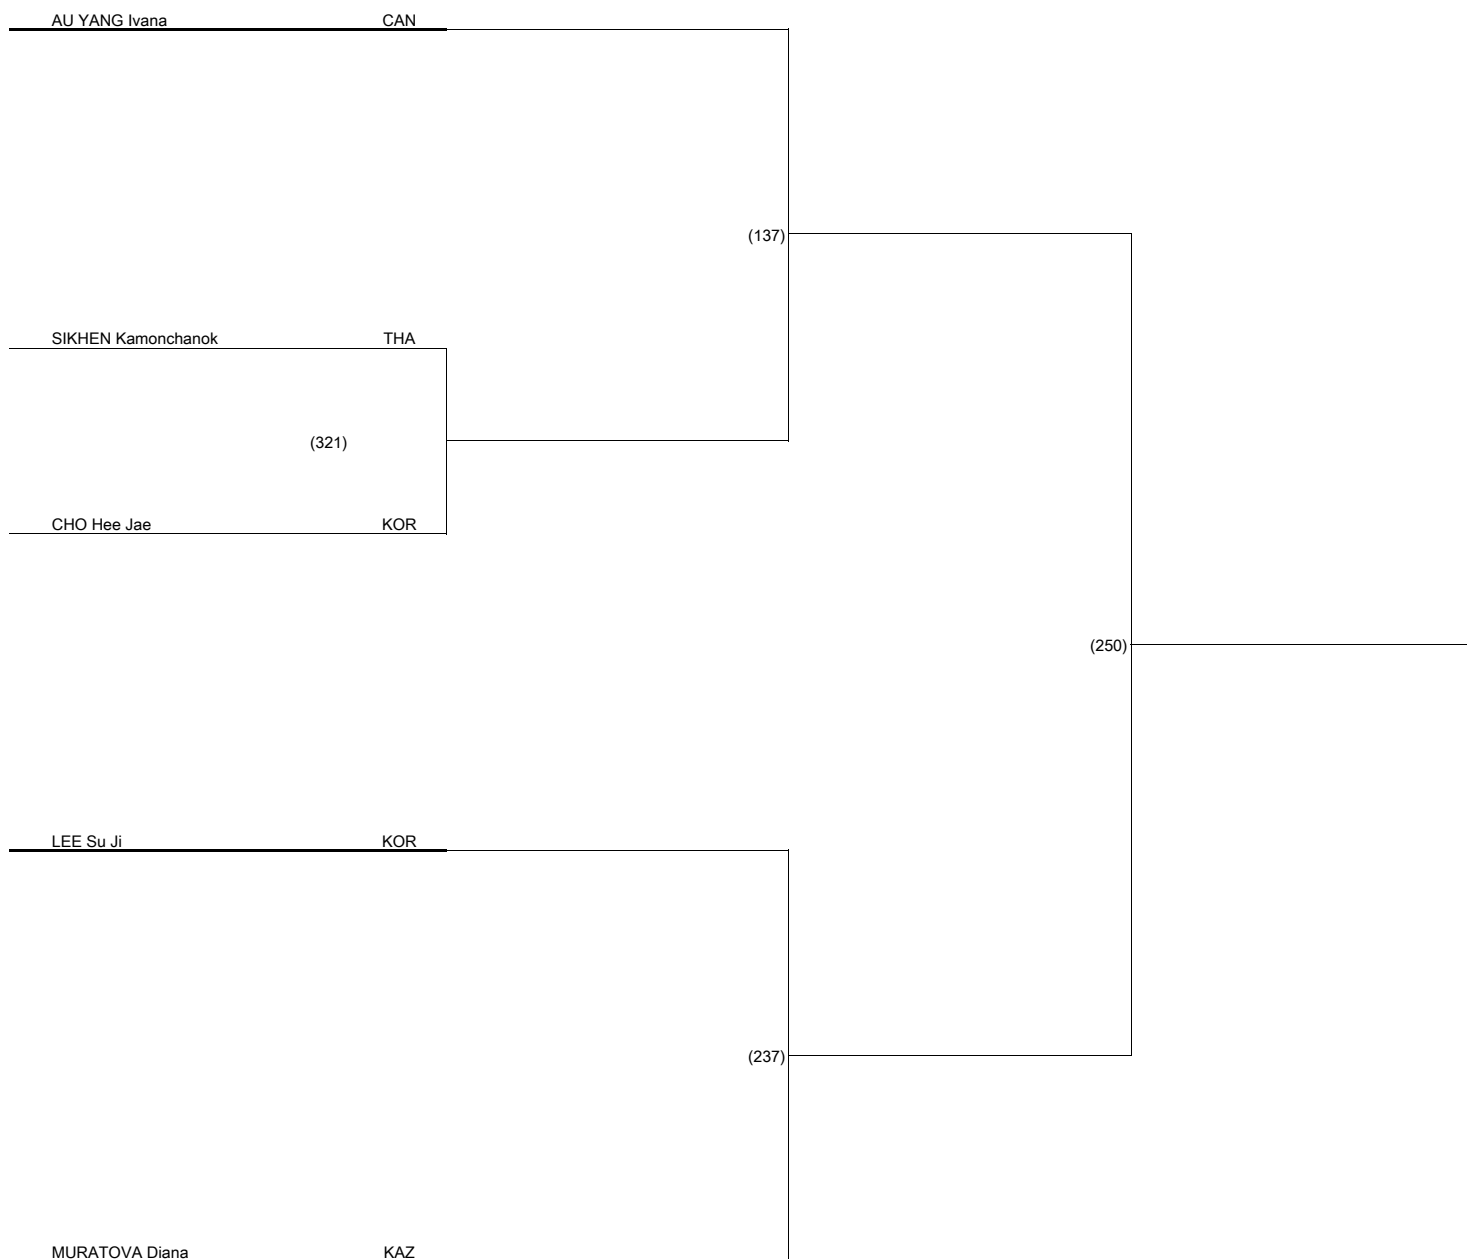 AU YANG Ivana CAN
(137)
SIKHEN Kamonchanok THA
(321)
CHO Hee Jae KOR
(250)
LEE Su Ji KOR
(237)
MURATOVA Diana KAZ